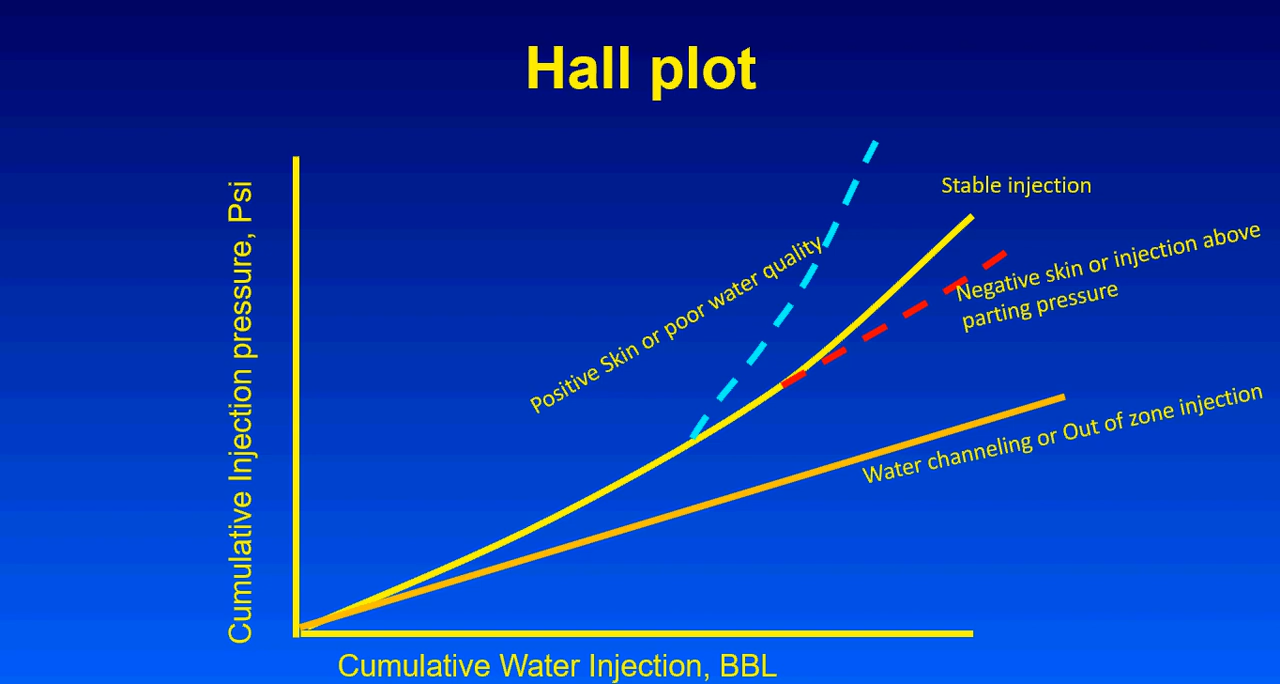 Hall plot
Cumulative Injection pressure, Psi
Stable injection
Positive Skin or poor water quality
Negative skin or injection above
parting pressure
Water channeling or Out of zone injection
Cumulative Water Injection, BBL